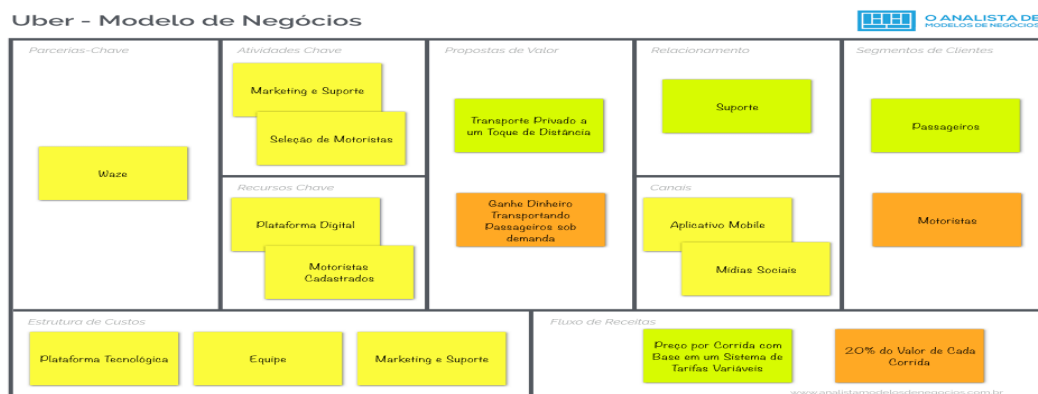 Uber - Modelo de Negócios
O ANALISTA DE
MODELOS DE NEGÓCIOS
Parcerias-Chave
Waze
Atividades Chave
Marketing e Suporte
Seleção de Motoristas
Recursos Chave
Plataforma Digital
Motoristas
Cadastrados
Propostas de Valor
Transporte Privado a
um Toque de Distância
Ganhe Dinheiro
Transportando
Passageiros sob
demanda
Relacionamento
Suporte
Canais
Aplicativo Mobile
Mídias Sociais
Segmentos de Clientes
Passageiros
Motoristas
Estrutura de Custos
Plataforma Tecnológica
Equipe
Marketing e Suporte
Fluxo de Receitas
Preço por Corrida com
Base em um Sistema de
Tarifas Variáveis
20% do Valor de Cada
Corrida
www.analistamodelosdenegocios.com.br